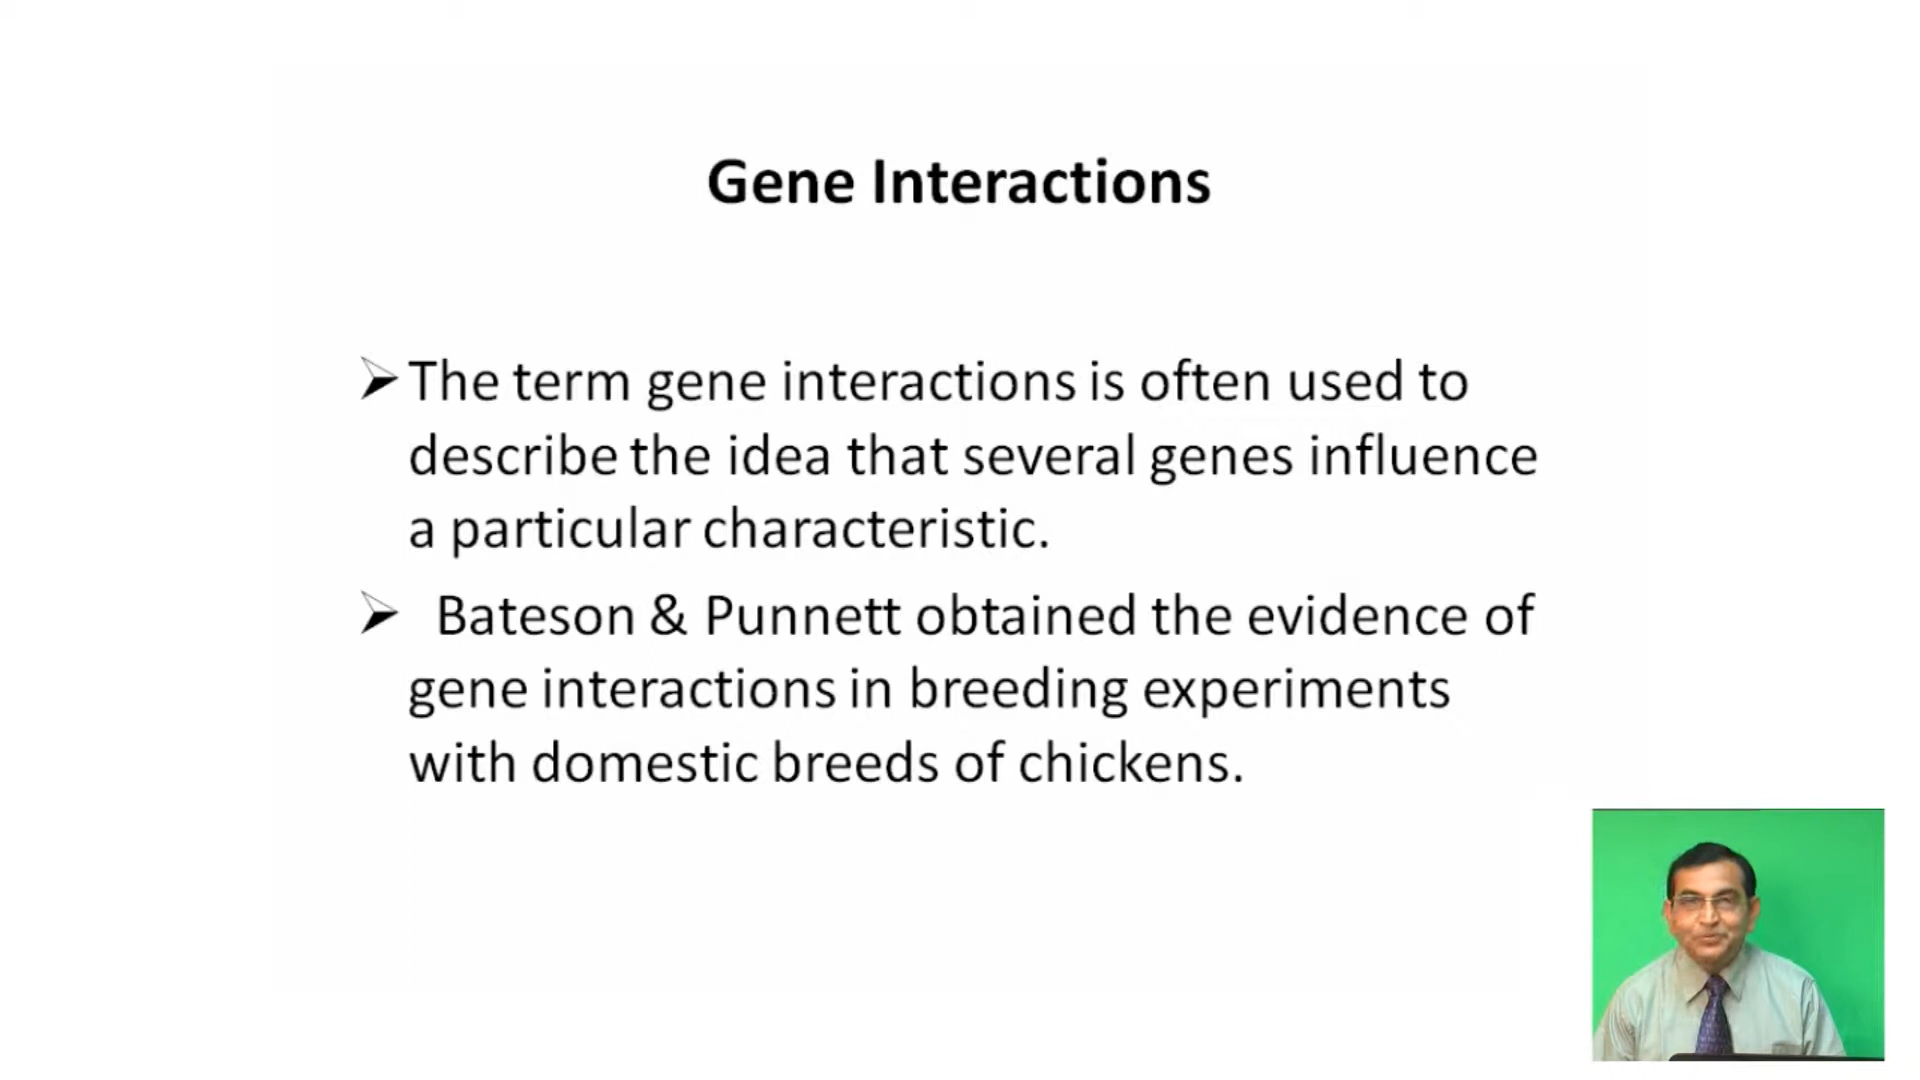 Gene Interactions
➢The term gene interactions is often used to
describe the idea that several genes influence
a particular characteristic.
➢ Bateson & Punnett obtained the evidence of
gene interactions in breeding experiments
with domestic breeds of chickens.